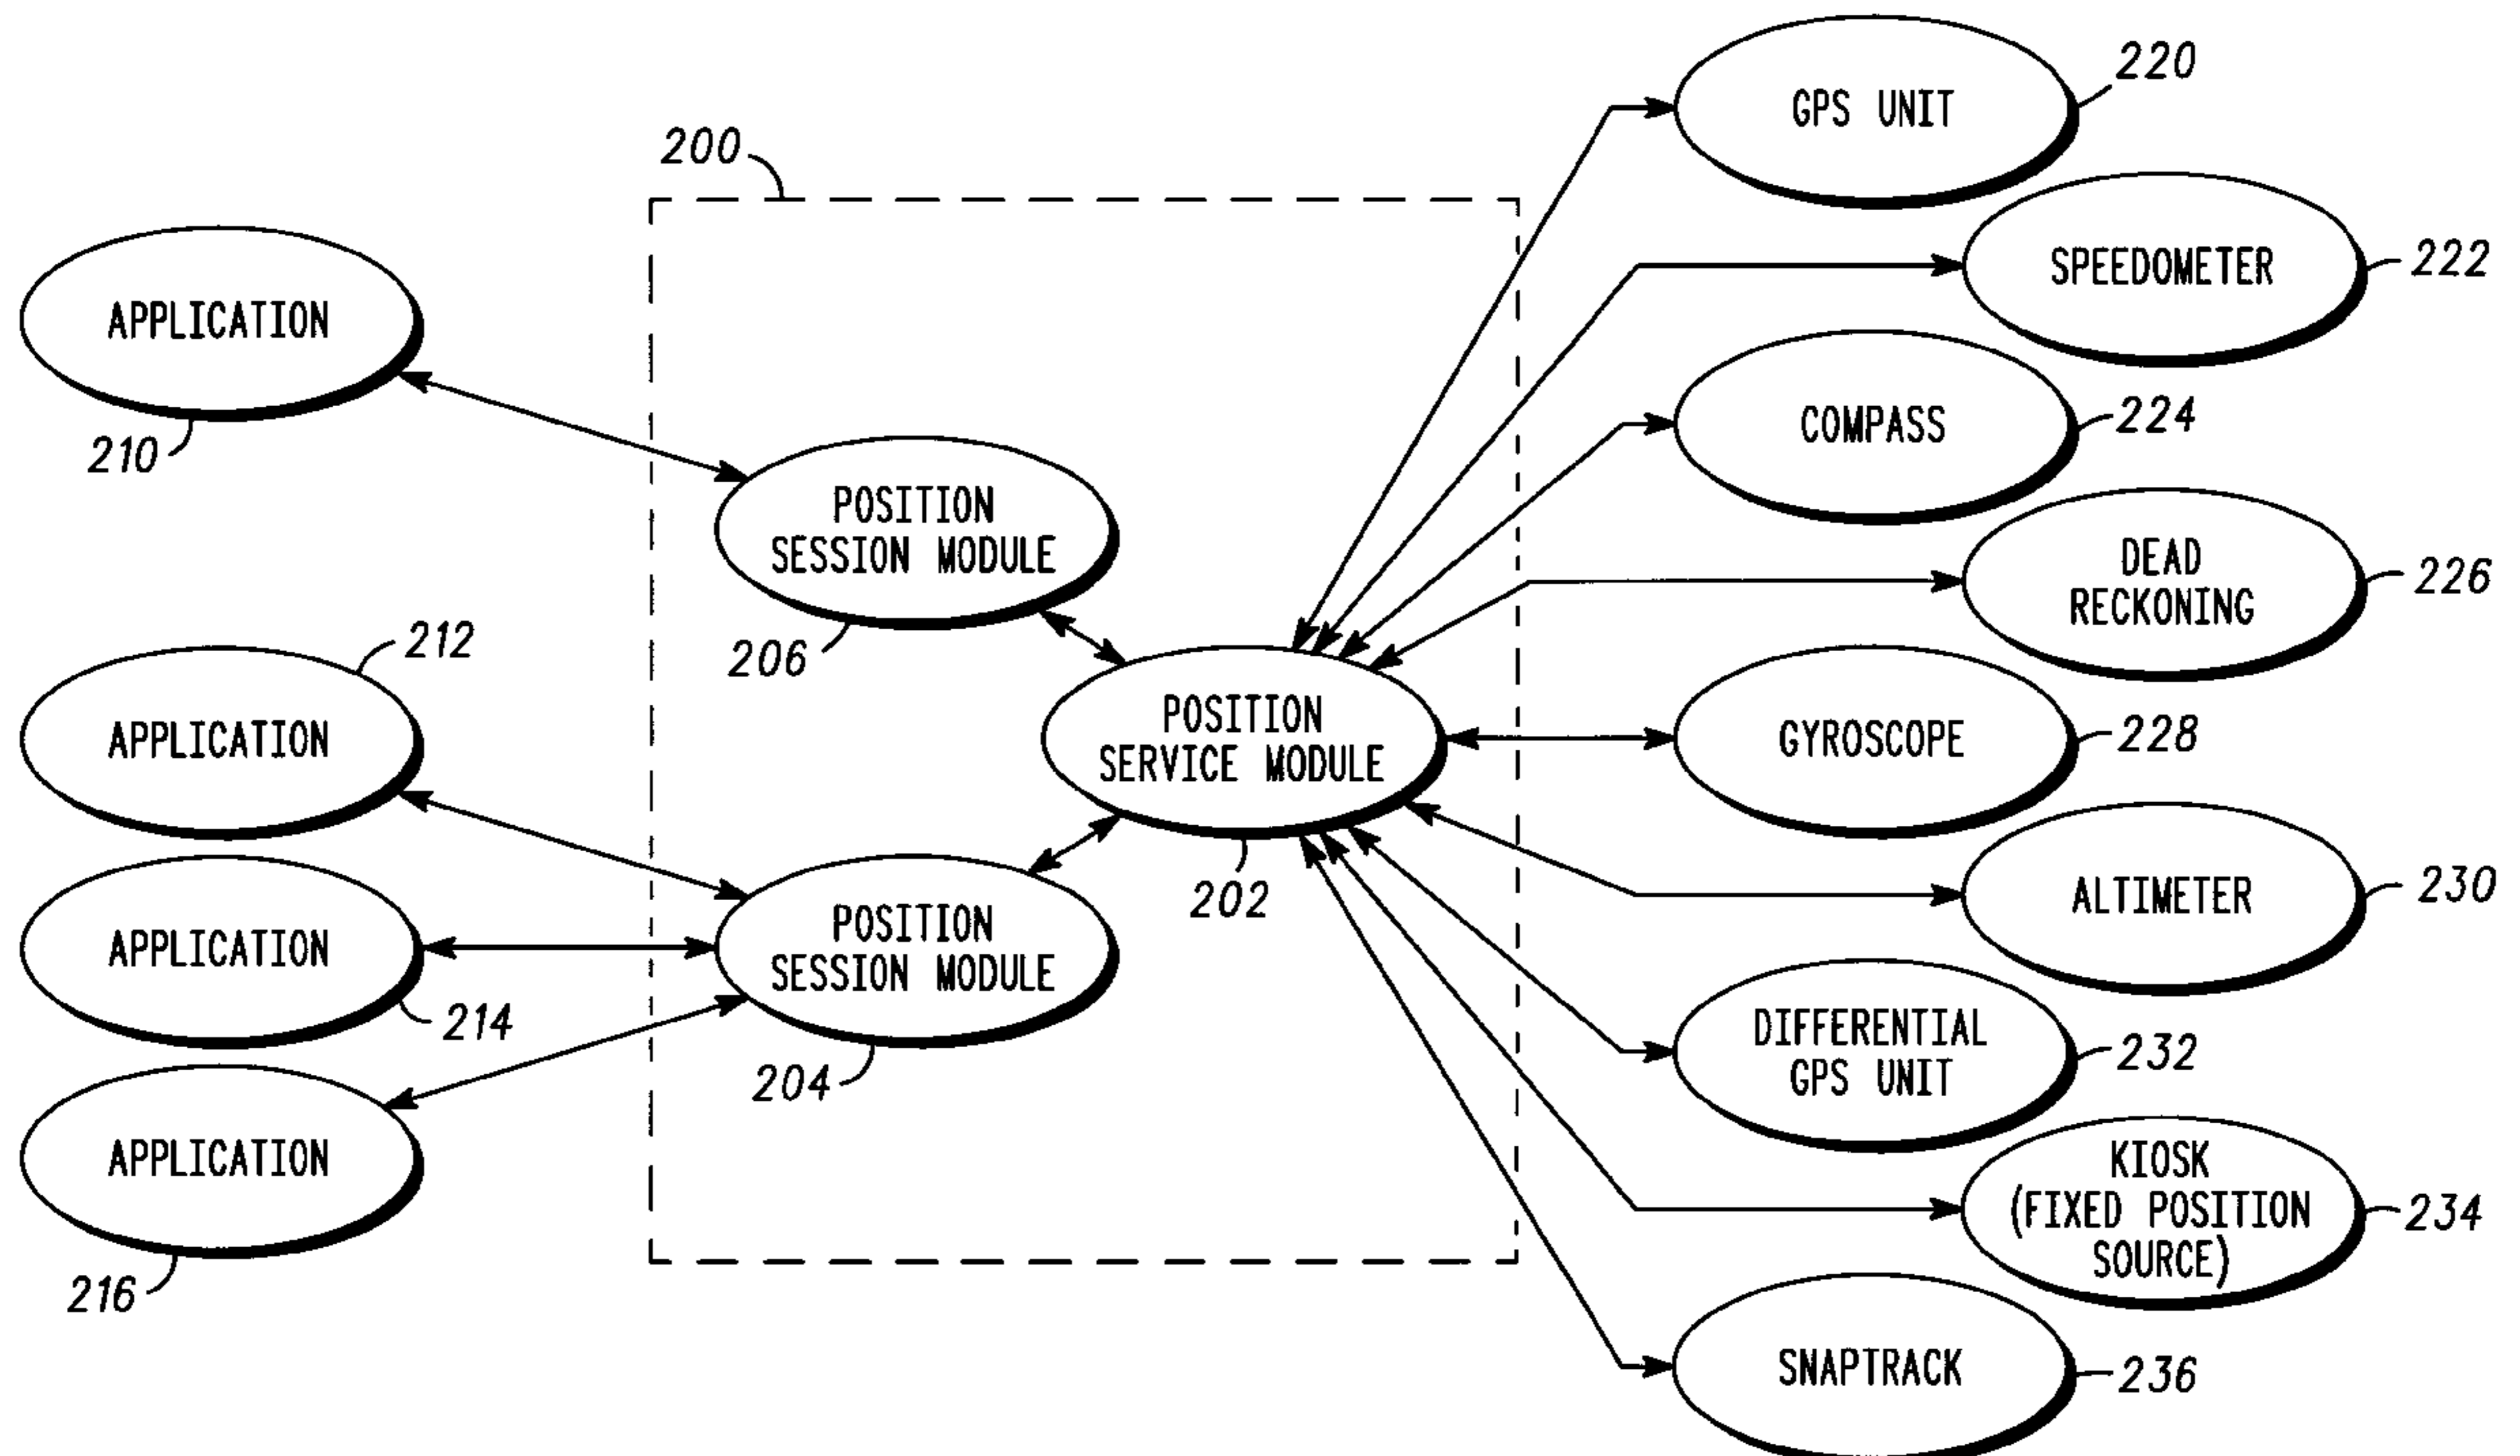 220
GPS UNIT
200
SPEEDOMETER
222
APPLICATION
210
COMPASS
224
POSITION
SESSION MODULE
206
DEAD
RECKONING
226
212
APPLICATION
POSITION
SERVICE MODULE
202
GYROSCOPE
228
APPLICATION
214
POSITION
SESSION MODULE
204
ALTIMETER
230
DIFFERENTIAL
GPS UNIT
232
APPLICATION
216
KIOSK
(FIXED POSITION
SOURCE)
234
SNAPTRACK
236